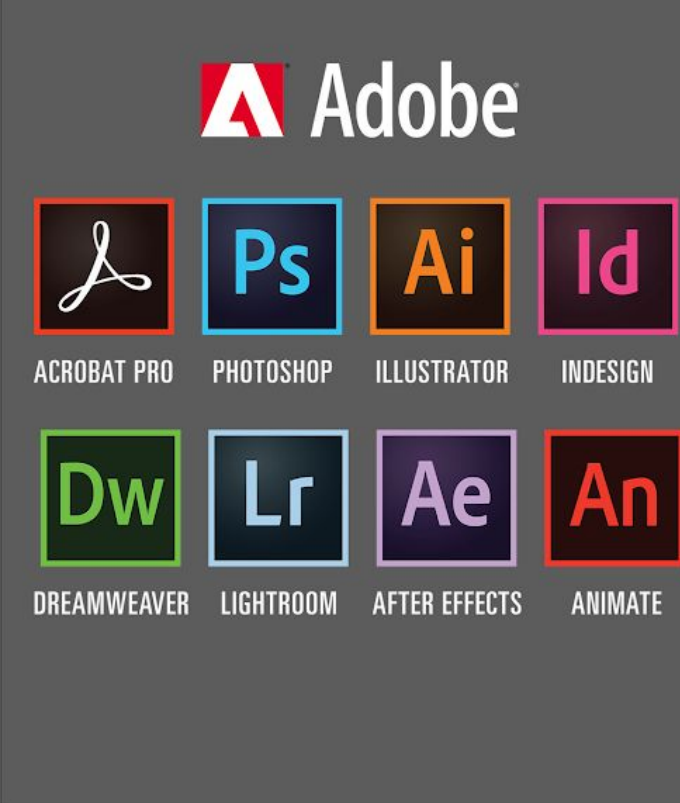 Adobe
Ps Ai Id
ACROBAT PRO PHOTOSHOP ILLUSTRATOR INDESIGN
Dw Lr Ae An
DREAMWEAVER LIGHTROOM AFTER EFFECTS ANIMATE